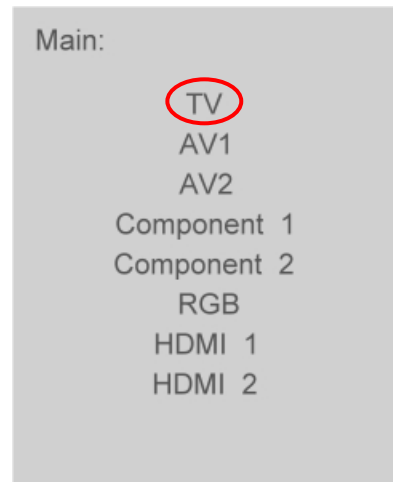 Main:
TV
AV1
AV2
Component 1
Component 2
RGB
HDMI 1
HDMI 2